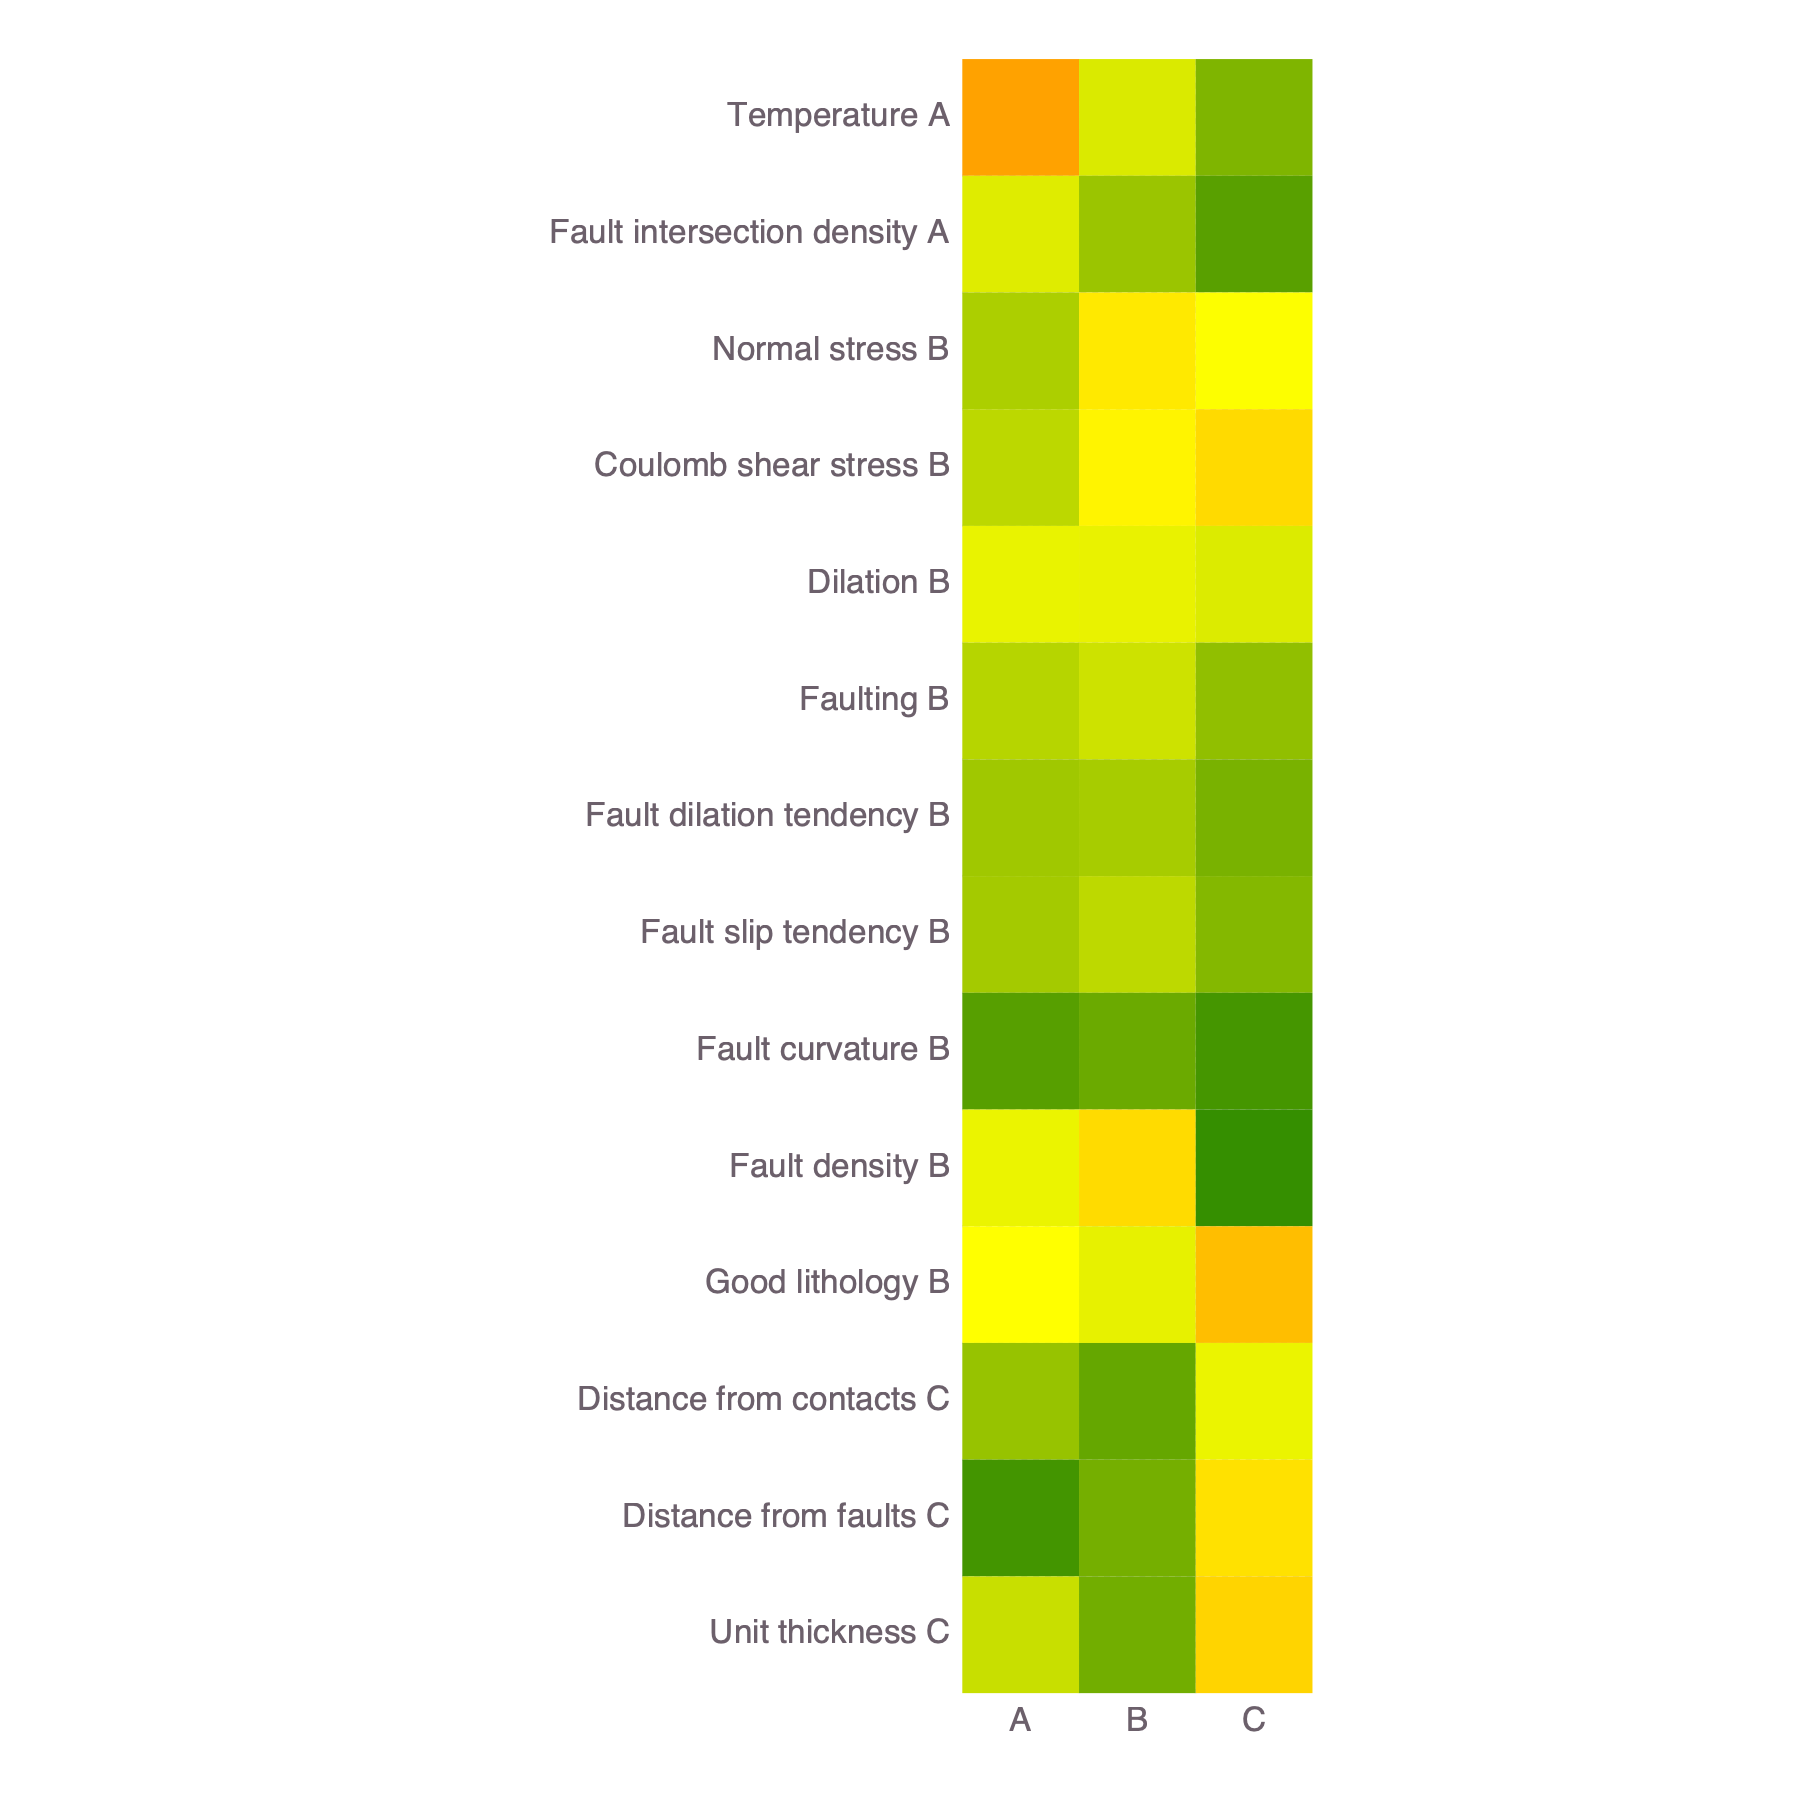 Temperature A
Fault intersection density A
Normal stress B
Coulomb shear stress B
Dilation B
Faulting B
Fault dilation tendency B
Fault slip tendency B
Fault curvature B
Fault density B
Good lithology B
Distance from contacts C
Distance from faults C
Unit thickness C
A B C